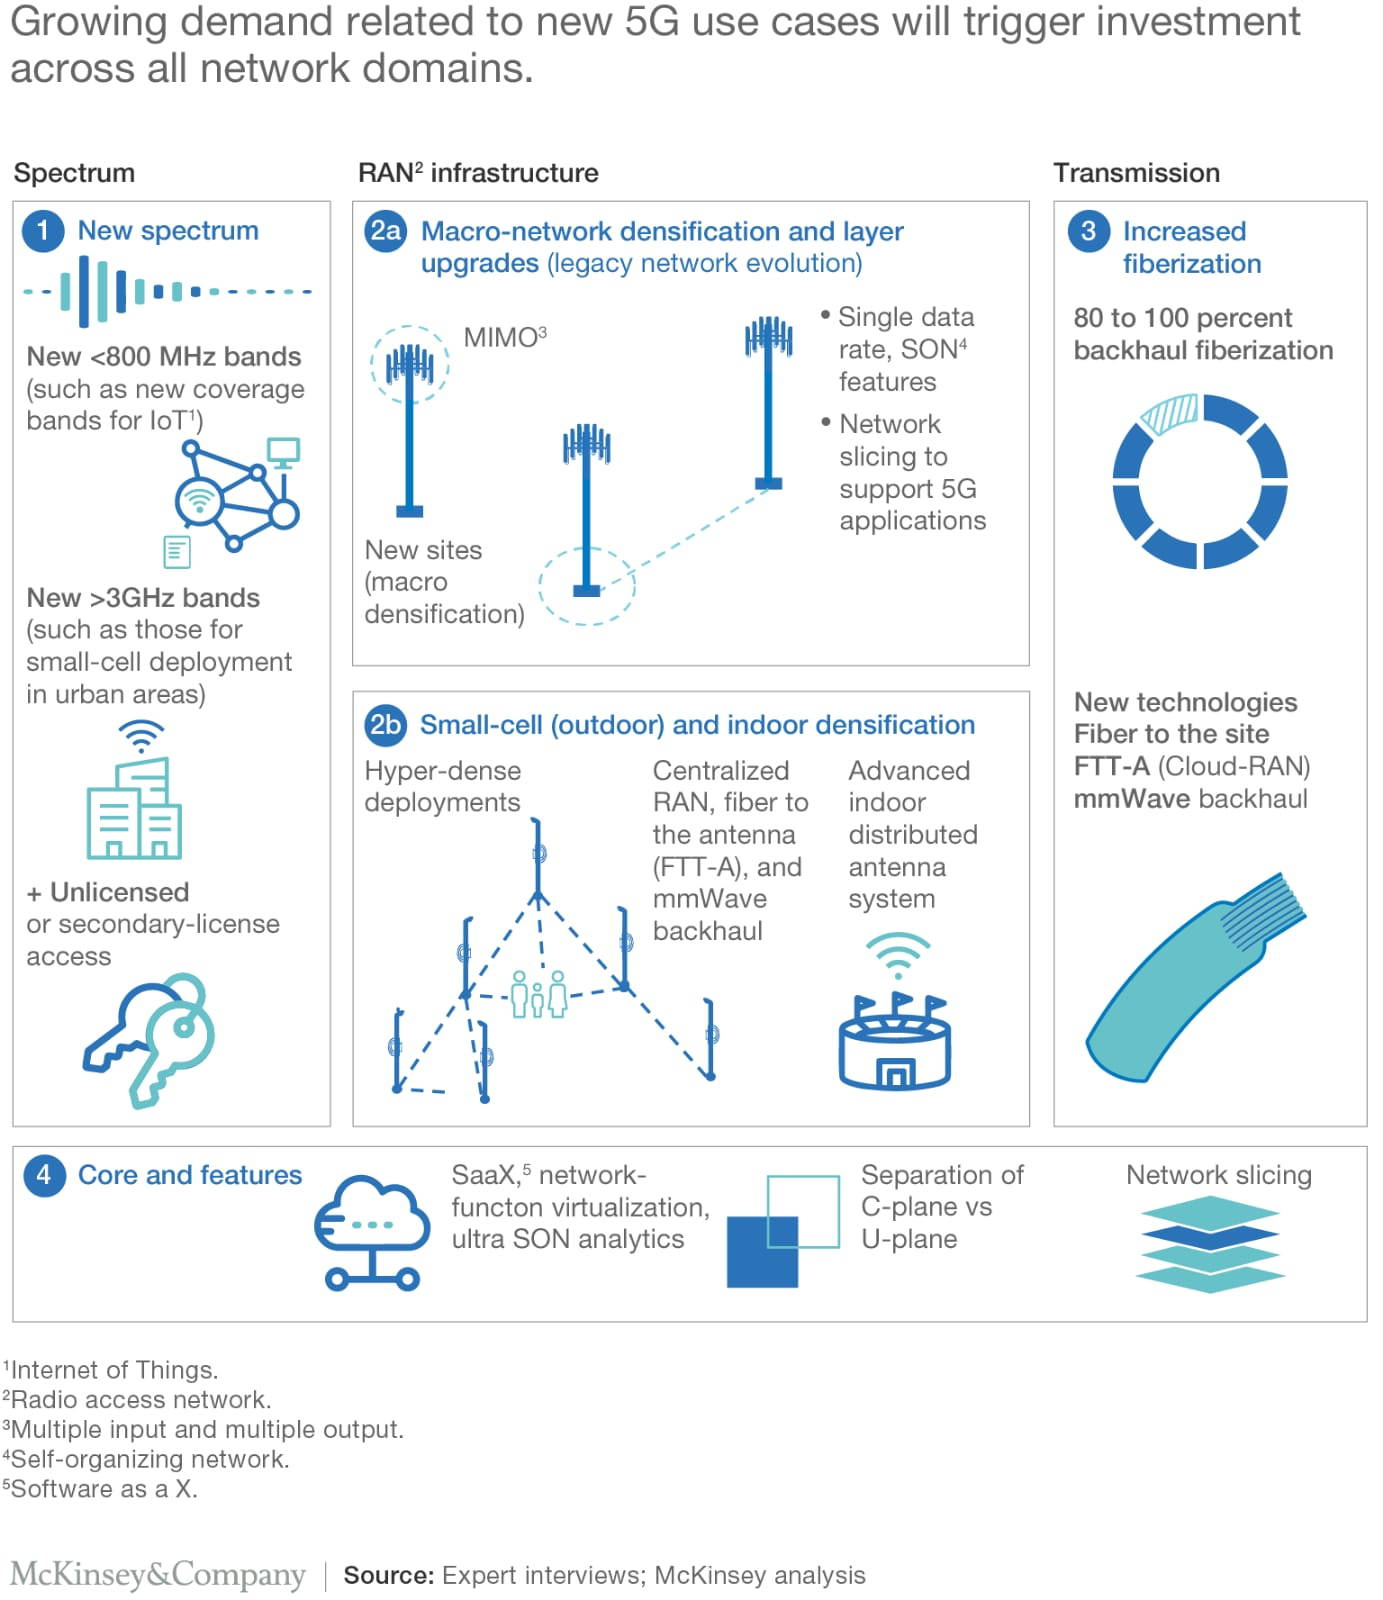 Growing demand related to new 5G use cases will trigger investment
across all network domains.
Spectrum
1 New spectrum
New <800 MHz bands
(such as new coverage
bands for IoT¹)
New >3GHz bands
(such as those for
small-cell deployment
in urban areas)
+ Unlicensed
or secondary-license
access
RAN² infrastructure
2a Macro-network densification and layer
upgrades (legacy network evolution)
MIMO³
New sites
(macro
densification)
• Single data
rate, SON⁴
features
• Network
slicing to
support 5G
applications
2b Small-cell (outdoor) and indoor densification
Hyper-dense
deployments
Centralized
RAN, fiber to
the antenna
(FTT-A), and
mmWave
backhaul
Advanced
indoor
distributed
antenna
system
Transmission
3 Increased
fiberization
80 to 100 percent
backhaul fiberization
New technologies
Fiber to the site
FTT-A (Cloud-RAN)
mmWave backhaul
4 Core and features
SaaX,⁵ network-
functon virtualization,
ultra SON analytics
Separation of
C-plane vs
U-plane
Network slicing
¹Internet of Things.
²Radio access network.
³Multiple input and multiple output.
⁴Self-organizing network.
⁵Software as a X.
McKinsey&Company | Source: Expert interviews; McKinsey analysis